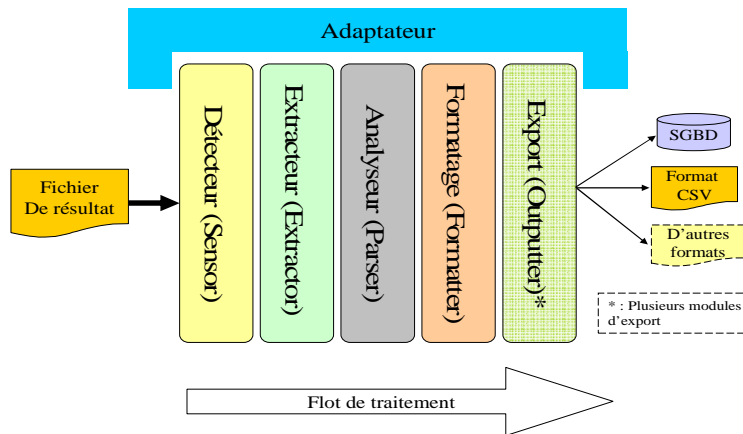 Adaptateur
Fichier
De résultat
Détecteur (Sensor)
Extracteur (Extractor)
Analyseur (Parser)
Formatage (Formatter)
Export (Outputter)*
SGBD
Format
CSV
D'autres
formats
* : Plusieurs modules
d'export
Flot de traitement